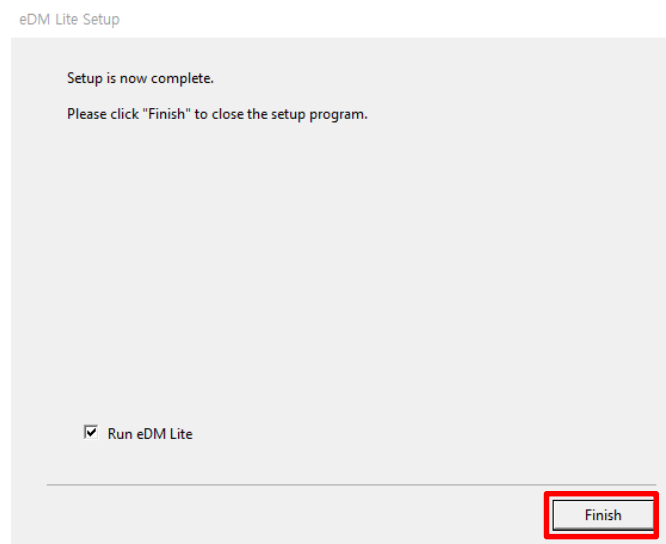 eDM Lite Setup
Setup is now complete.
Please click "Finish" to close the setup program.
Run eDM Lite
Finish